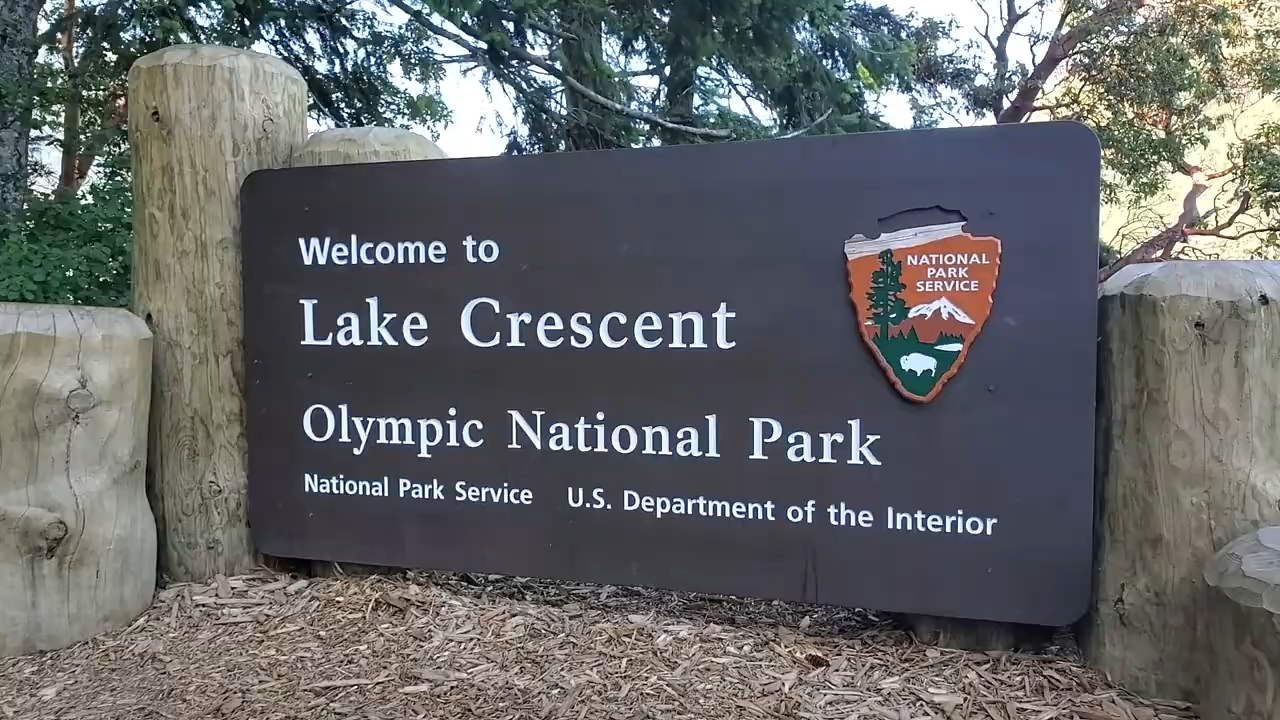 Welcome to
Lake Crescent
Olympic National Park
National Park Service U.S. Department of the Interior
NATIONAL
PARK
SERVICE